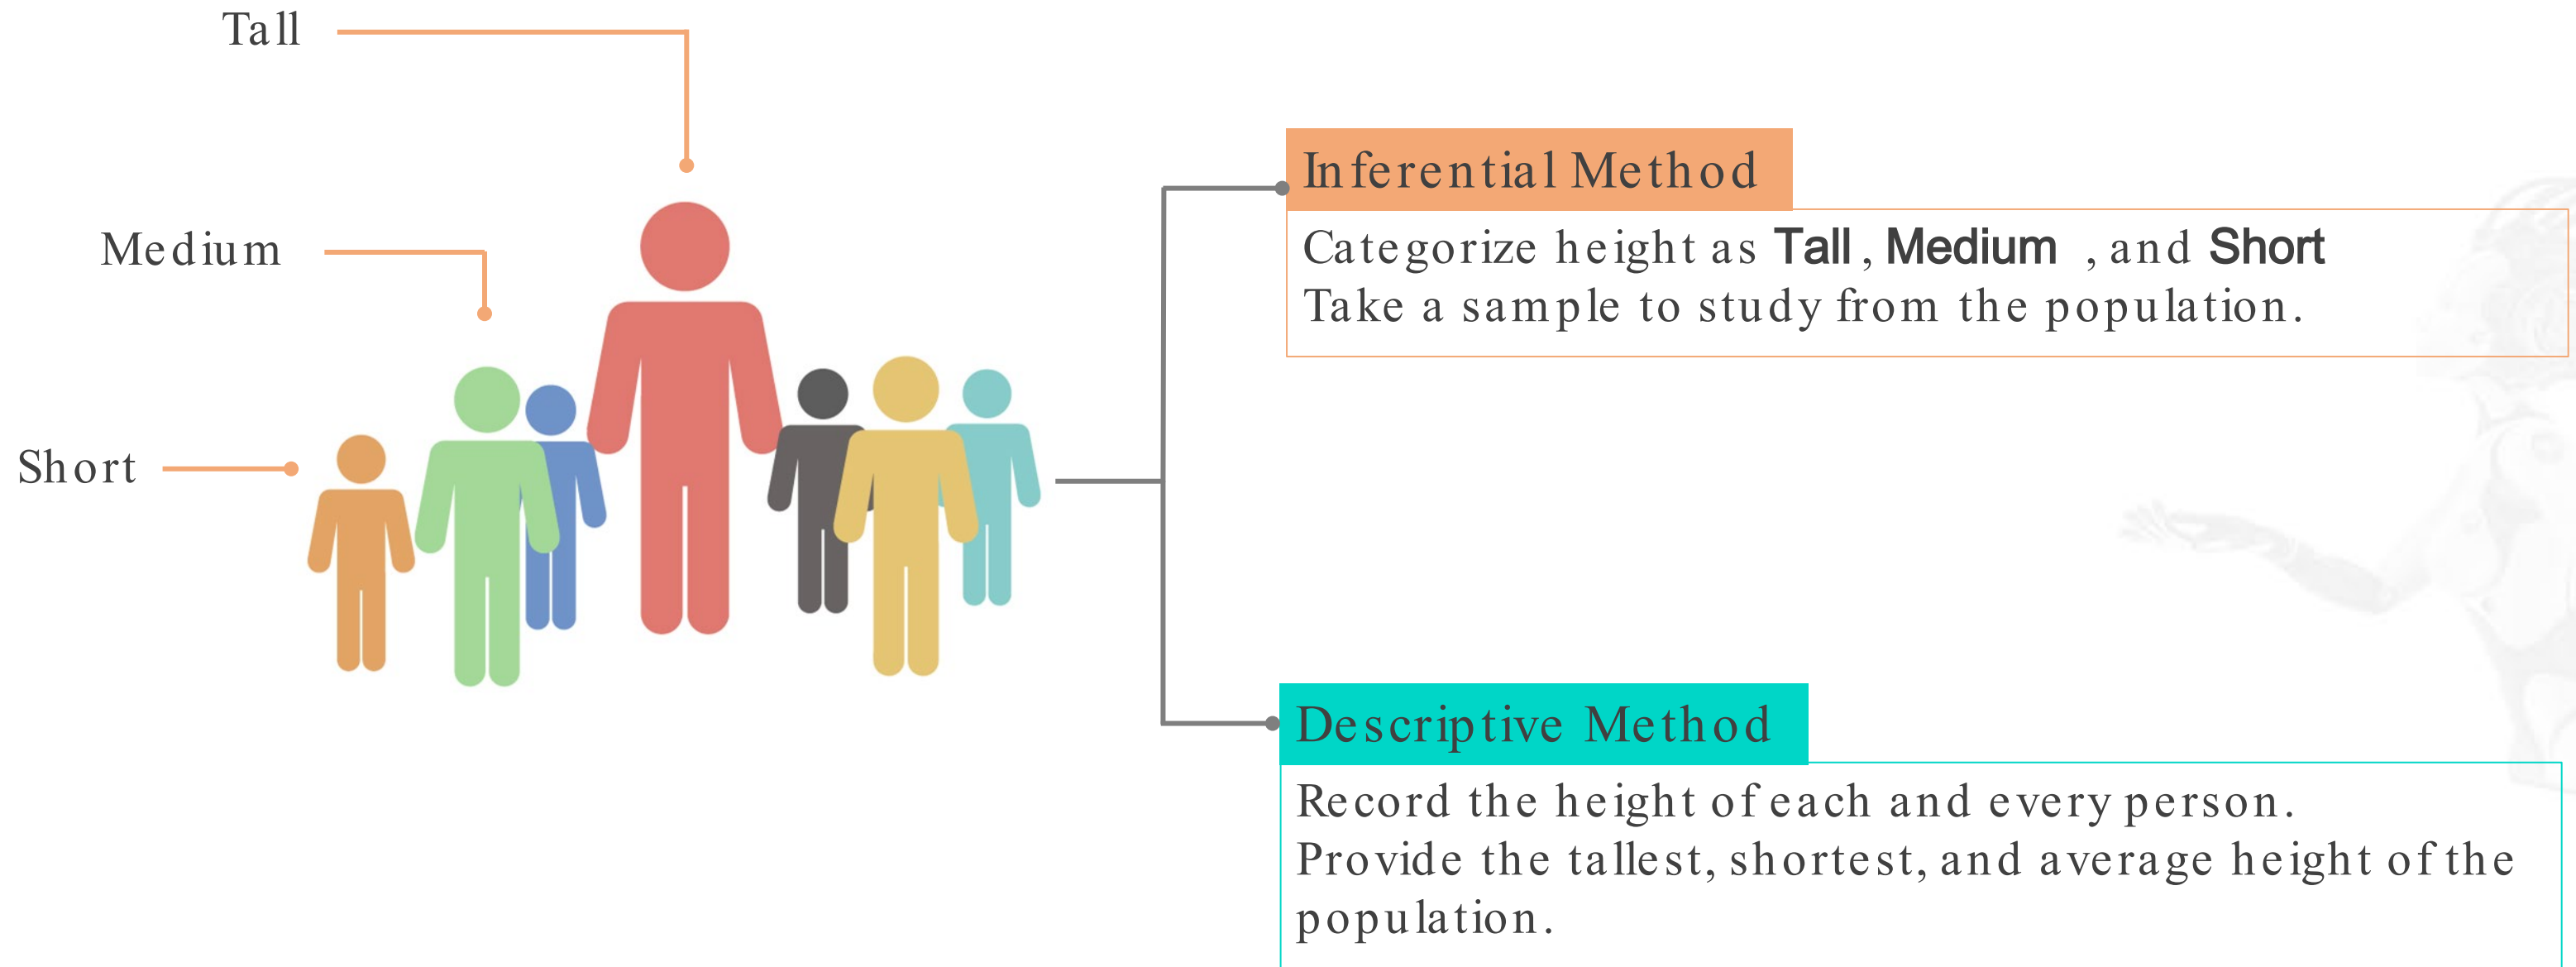 Tall
Medium
Short
Inferential Method
Categorize height as Tall, Medium , and Short
Take a sample to study from the population.
Descriptive Method
Record the height of each and every person.
Provide the tallest, shortest, and average height of the
population.